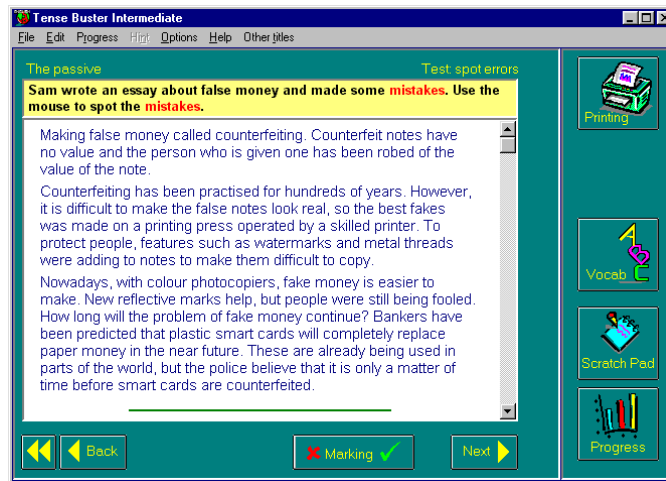 Tense Buster Intermediate
File Edit Progress Hint Options Help Other titles
The passive Test: spot errors
Sam wrote an essay about false money and made some mistakes. Use the
mouse to spot the mistakes.
Making false money called counterfeiting. Counterfeit notes have
no value and the person who is given one has been robed of the
value of the note.
Counterfeiting has been practised for hundreds of years. However,
it is difficult to make the false notes look real, so the best fakes
was made on a printing press operated by a skilled printer. To
protect people, features such as watermarks and metal threads
were adding to notes to make them difficult to copy.
Nowadays, with colour photocopiers, fake money is easier to
make. New reflective marks help, but people were still being fooled.
How long will the problem of fake money continue? Bankers have
been predicted that plastic smart cards will completely replace
paper money in the near future. These are already being used in
parts of the world, but the police believe that it is only a matter of
time before smart cards are counterfeited.
Back
Marking
Next
Printing
A
B
C
Vocab
Scratch Pad
Progress